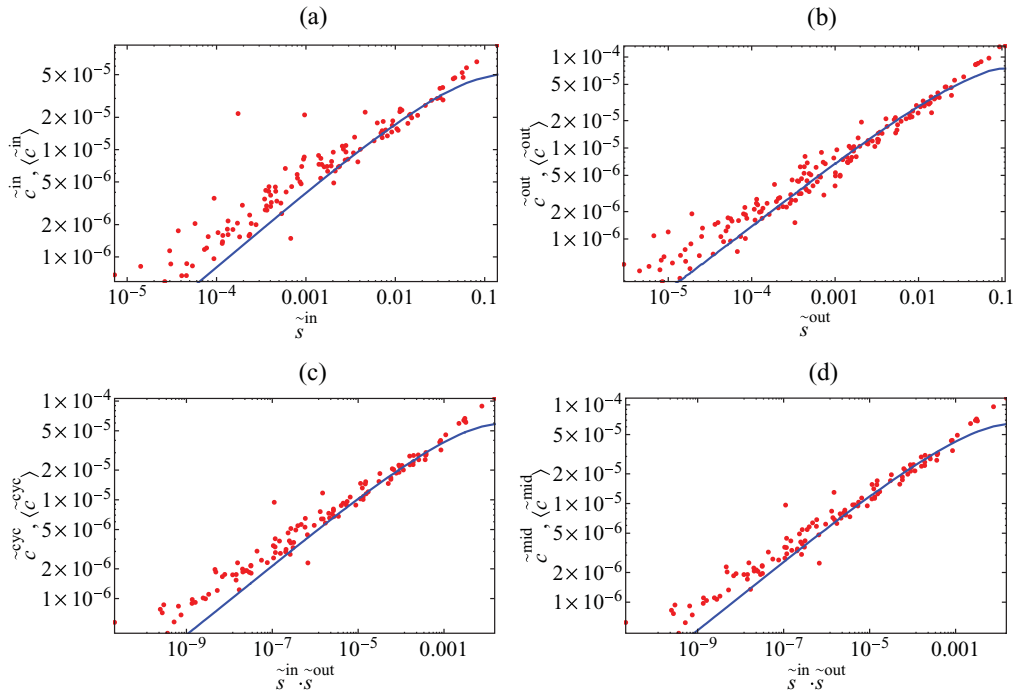 (a)
5×10⁻⁵
2×10⁻⁵
1×10⁻⁵
5×10⁻⁶
2×10⁻⁶
1×10⁻⁶
c̃ⁱⁿ, ⟨c̃ⁱⁿ⟩
10⁻⁵ 10⁻⁴ 0.001 0.01 0.1
s̃ⁱⁿ
(b)
1×10⁻⁴
5×10⁻⁵
2×10⁻⁵
1×10⁻⁵
5×10⁻⁶
2×10⁻⁶
1×10⁻⁶
c̃ᵒᵘᵗ, ⟨c̃ᵒᵘᵗ⟩
10⁻⁵ 10⁻⁴ 0.001 0.01 0.1
s̃ᵒᵘᵗ
(c)
1×10⁻⁴
5×10⁻⁵
2×10⁻⁵
1×10⁻⁵
5×10⁻⁶
2×10⁻⁶
1×10⁻⁶
c̃ᶜʸᶜ, ⟨c̃ᶜʸᶜ⟩
10⁻⁹ 10⁻⁷ 10⁻⁵ 0.001
s̃ⁱⁿ·s̃ᵒᵘᵗ
(d)
1×10⁻⁴
5×10⁻⁵
2×10⁻⁵
1×10⁻⁵
5×10⁻⁶
2×10⁻⁶
1×10⁻⁶
c̃ᵐⁱᵈ, ⟨c̃ᵐⁱᵈ⟩
10⁻⁹ 10⁻⁷ 10⁻⁵ 0.001
s̃ⁱⁿ·s̃ᵒᵘᵗ